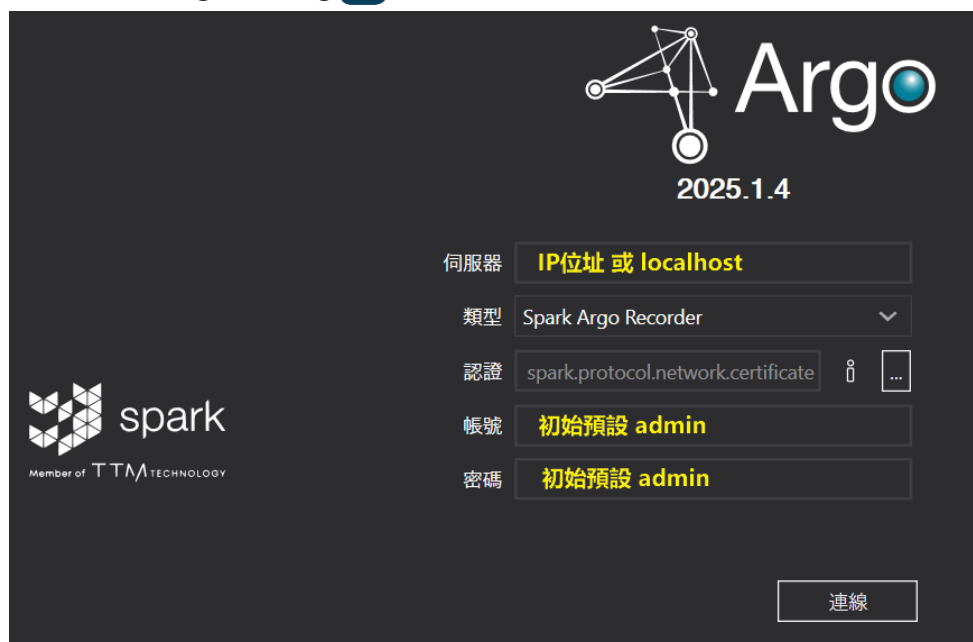 Argo
2025.1.4
伺服器 IP位址 或 localhost
類型 Spark Argo Recorder
認證 spark.protocol.network.certificate ...
帳號 初始預設 admin
密碼 初始預設 admin
spark
Member of TTM TECHNOLOGY
連線